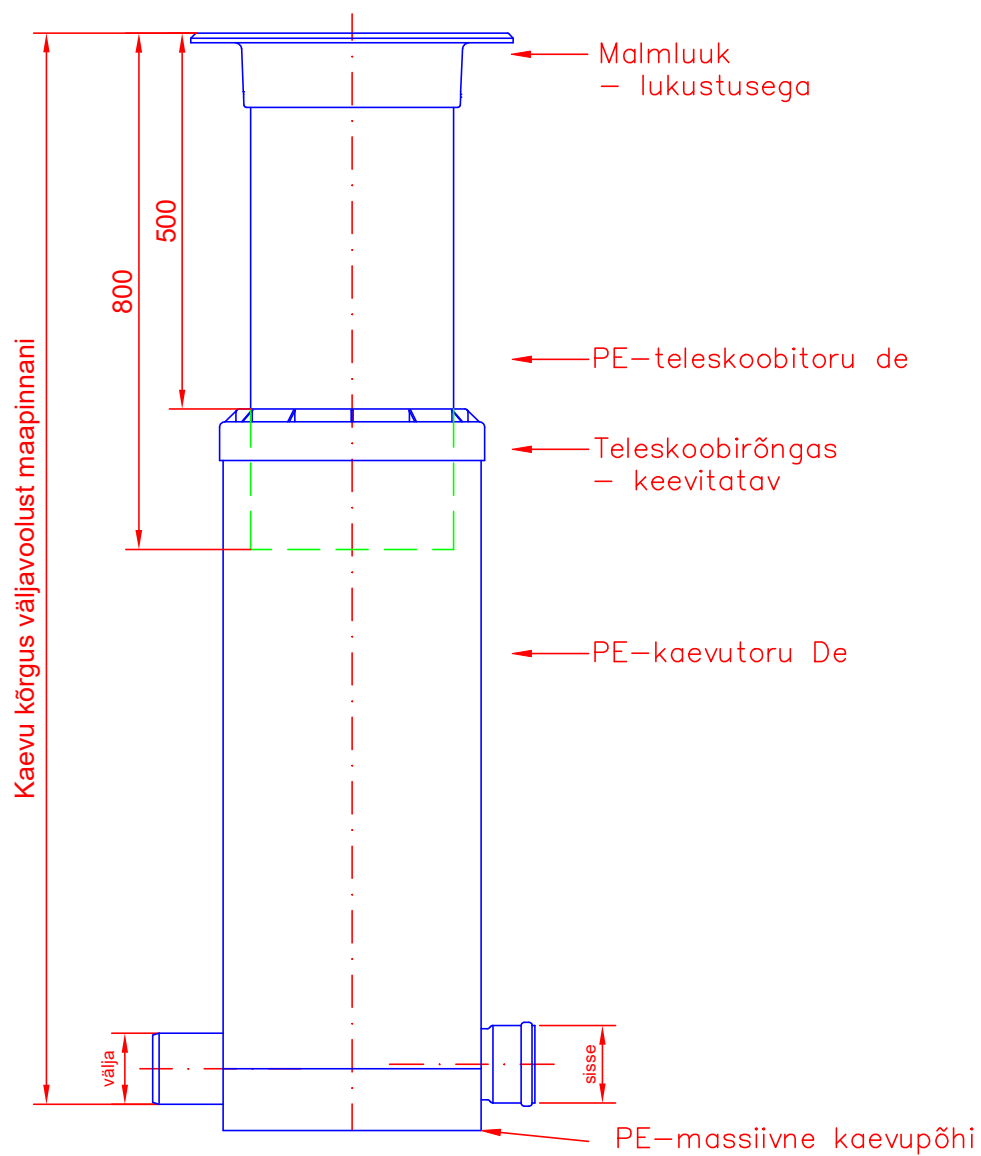 Malmluuk
- lukustusega
500
800
Kaevu kõrgus väljavoolust maapinnani
PE-teleskoobitoru de
Teleskoobirõngas
- keevitatav
PE-kaevutoru De
välja
sisse
PE-massiivne kaevupõhi